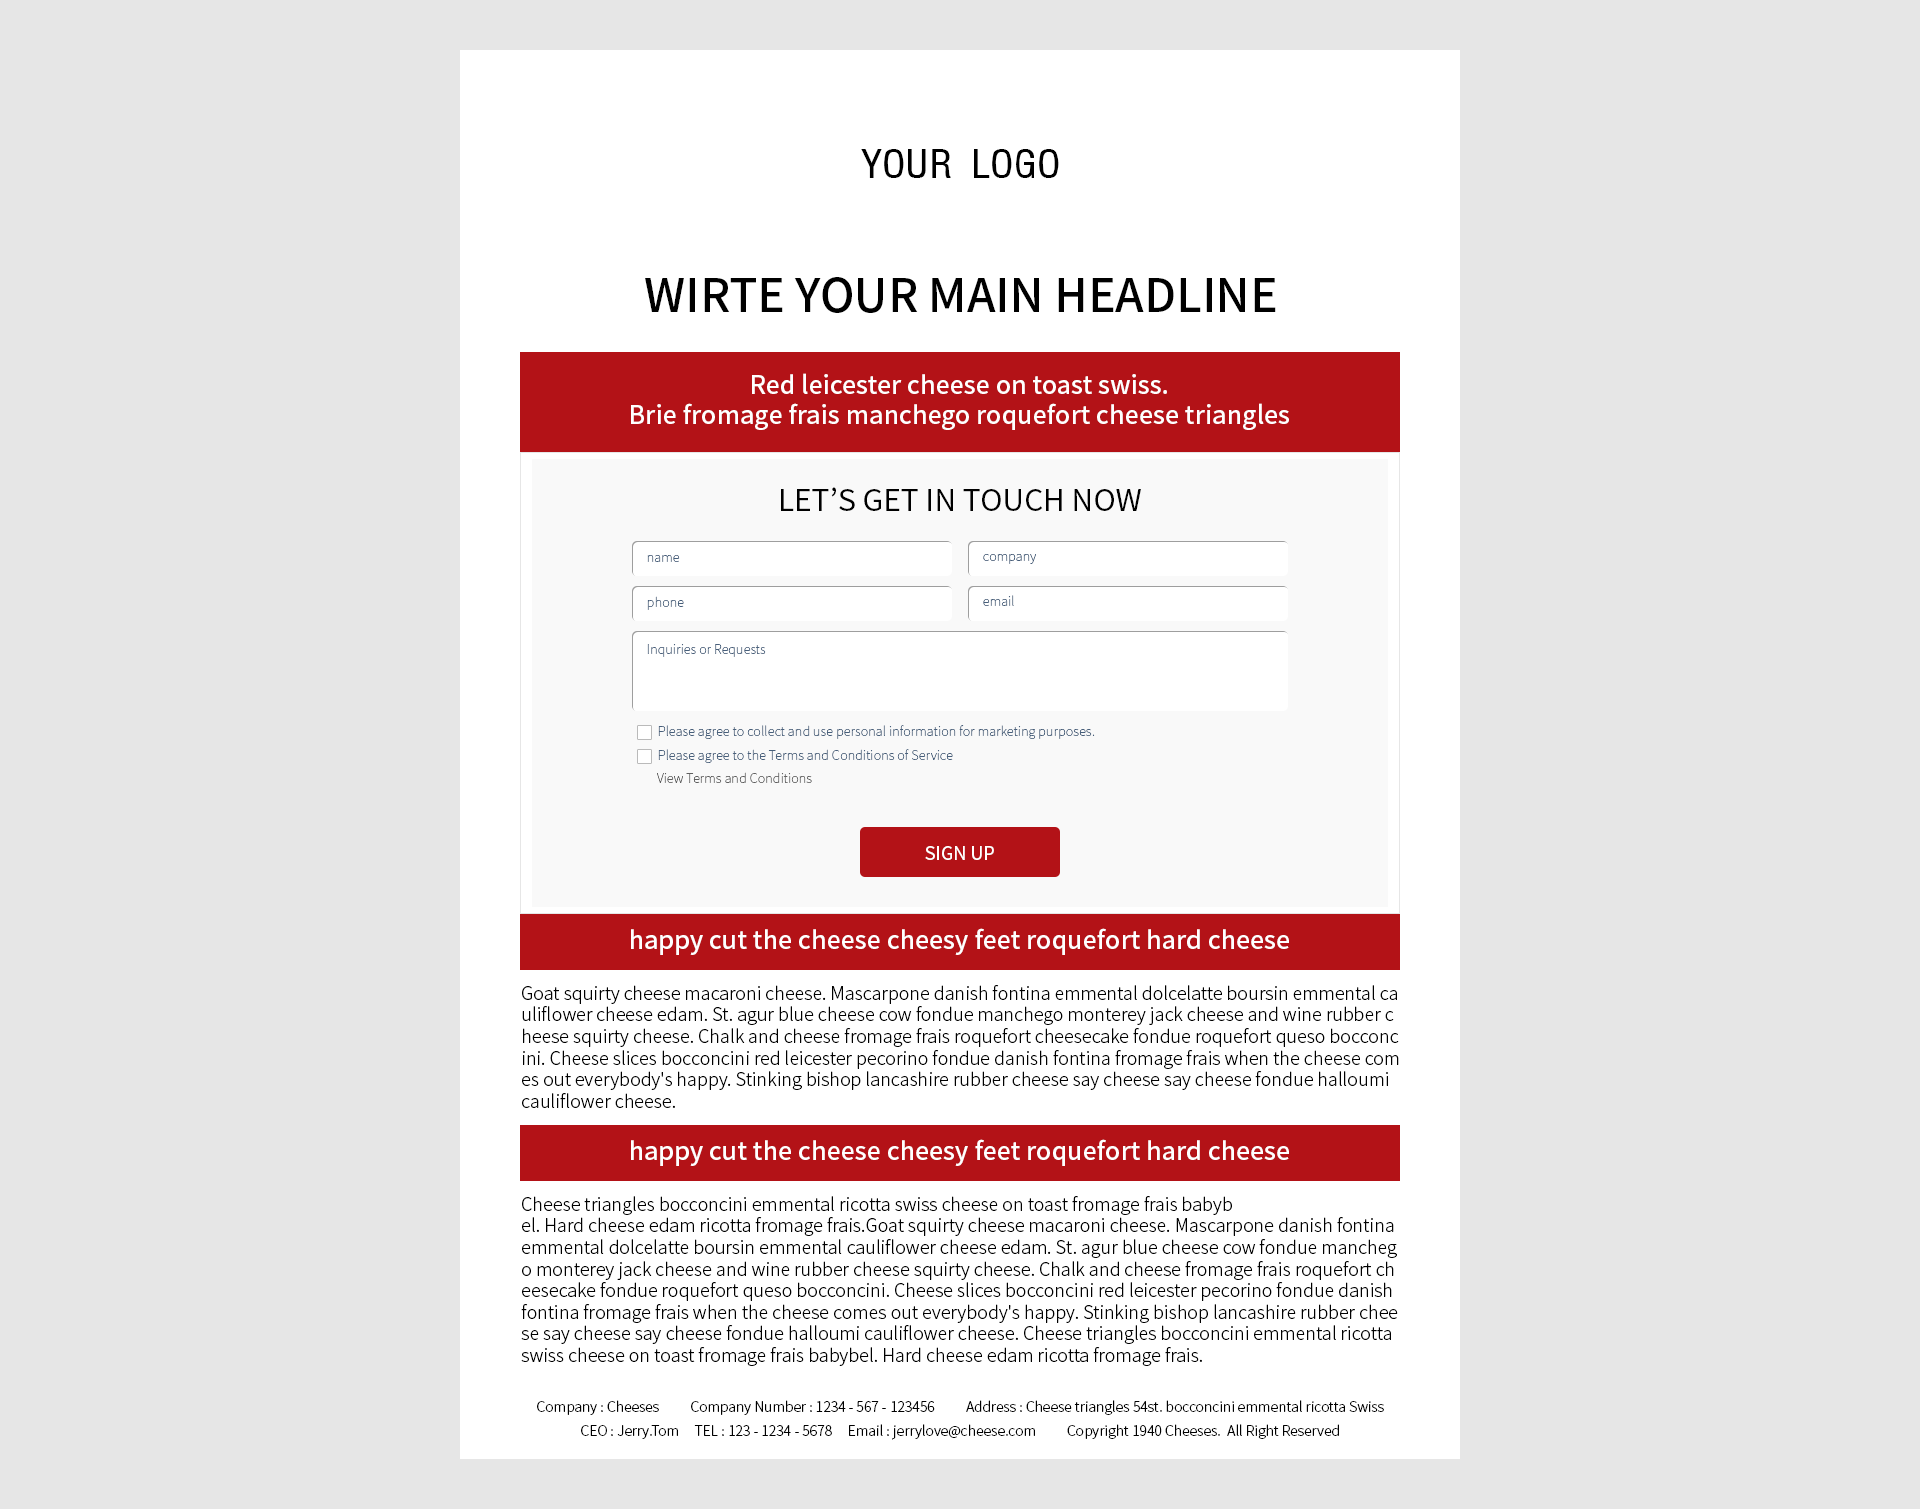 YOUR LOGO
WIRTE YOUR MAIN HEADLINE
Red leicester cheese on toast swiss.
Brie fromage frais manchego roquefort cheese triangles
LET’S GET IN TOUCH NOW
name
company
phone
email
Inquiries or Requests
Please agree to collect and use personal information for marketing purposes.
Please agree to the Terms and Conditions of Service
View Terms and Conditions
SIGN UP
happy cut the cheese cheesy feet roquefort hard cheese
Goat squirty cheese macaroni cheese. Mascarpone danish fontina emmental dolcelatte boursin emmental ca
uliflower cheese edam. St. agur blue cheese cow fondue manchego monterey jack cheese and wine rubber c
heese squirty cheese. Chalk and cheese fromage frais roquefort cheesecake fondue roquefort queso bocconc
ini. Cheese slices bocconcini red leicester pecorino fondue danish fontina fromage frais when the cheese com
es out everybody's happy. Stinking bishop lancashire rubber cheese say cheese say cheese fondue halloumi
cauliflower cheese.
happy cut the cheese cheesy feet roquefort hard cheese
Cheese triangles bocconcini emmental ricotta swiss cheese on toast fromage frais babyb
el. Hard cheese edam ricotta fromage frais.Goat squirty cheese macaroni cheese. Mascarpone danish fontina
emmental dolcelatte boursin emmental cauliflower cheese edam. St. agur blue cheese cow fondue mancheg
o monterey jack cheese and wine rubber cheese squirty cheese. Chalk and cheese fromage frais roquefort ch
eesecake fondue roquefort queso bocconcini. Cheese slices bocconcini red leicester pecorino fondue danish
fontina fromage frais when the cheese comes out everybody's happy. Stinking bishop lancashire rubber chee
se say cheese say cheese fondue halloumi cauliflower cheese. Cheese triangles bocconcini emmental ricotta
swiss cheese on toast fromage frais babybel. Hard cheese edam ricotta fromage frais.
Company : Cheeses Company Number : 1234 - 567 - 123456 Address : Cheese triangles 54st. bocconcini emmental ricotta Swiss
CEO : Jerry.Tom TEL : 123 - 1234 - 5678 Email : jerrylove@cheese.com Copyright 1940 Cheeses. All Right Reserved